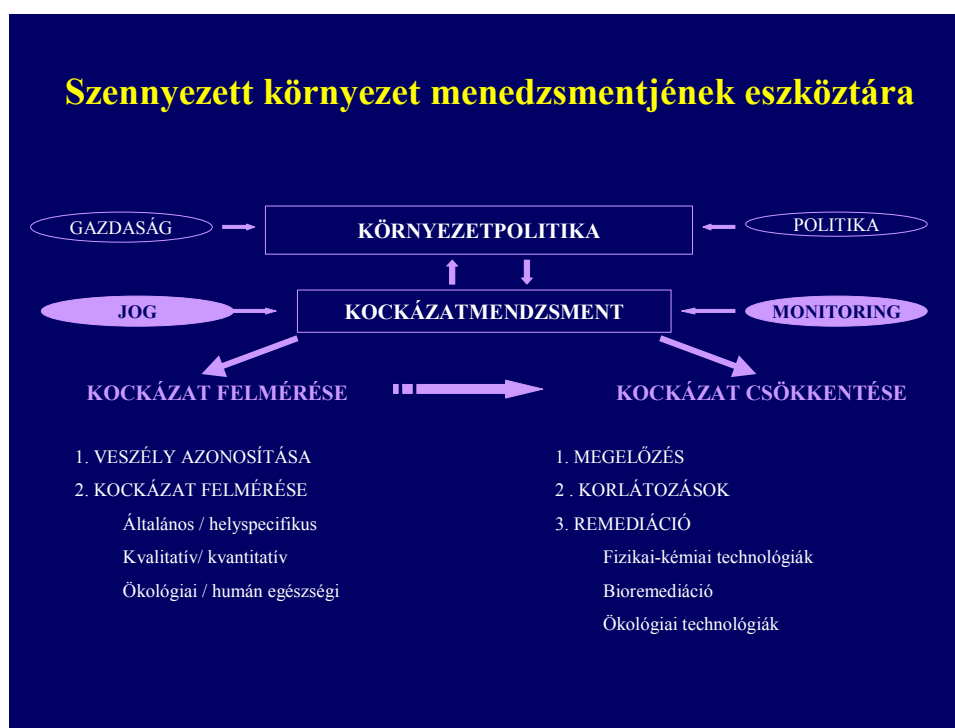 Szennyezett környezet menedzsmentjének eszköztára
GAZDASÁG
KÖRNYEZETPOLITIKA
POLITIKA
JOG
KOCKÁZATMENDZSMENT
MONITORING
KOCKÁZAT FELMÉRÉSE
KOCKÁZAT CSÖKKENTÉSE
1. VESZÉLY AZONOSÍTÁSA
2. KOCKÁZAT FELMÉRÉSE
Általános / helyspecifikus
Kvalitatív/ kvantitatív
Ökológiai / humán egészségi
1. MEGELŐZÉS
2 . KORLÁTOZÁSOK
3. REMEDIÁCIÓ
Fizikai-kémiai technológiák
Bioremediáció
Ökológiai technológiák